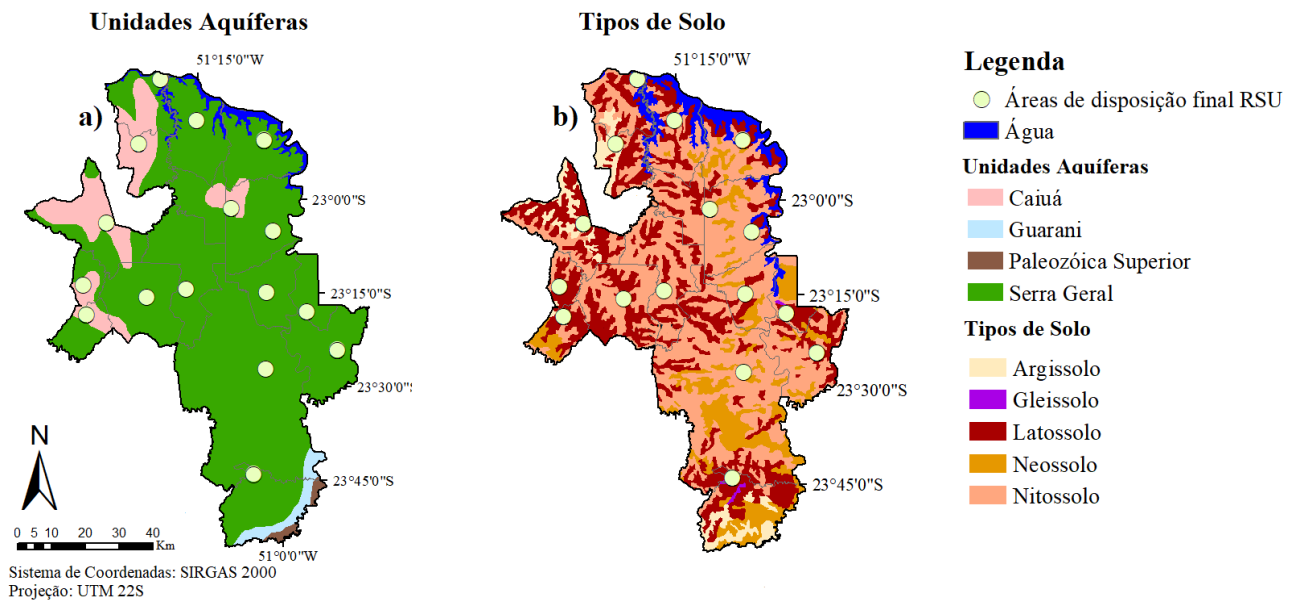 Unidades Aquíferas
51°15'0"W
a)
23°0'0"S
23°15'0"S
23°30'0"S
23°45'0"S
51°0'0"W
N
0 5 10 20 30 40
Km
Sistema de Coordenadas: SIRGAS 2000
Projeção: UTM 22S
Tipos de Solo
51°15'0"W
b)
23°0'0"S
23°15'0"S
23°30'0"S
23°45'0"S
Legenda
Áreas de disposição final RSU
Água
Unidades Aquíferas
Caiuá
Guarani
Paleozóica Superior
Serra Geral
Tipos de Solo
Argissolo
Gleissolo
Latossolo
Neossolo
Nitossolo